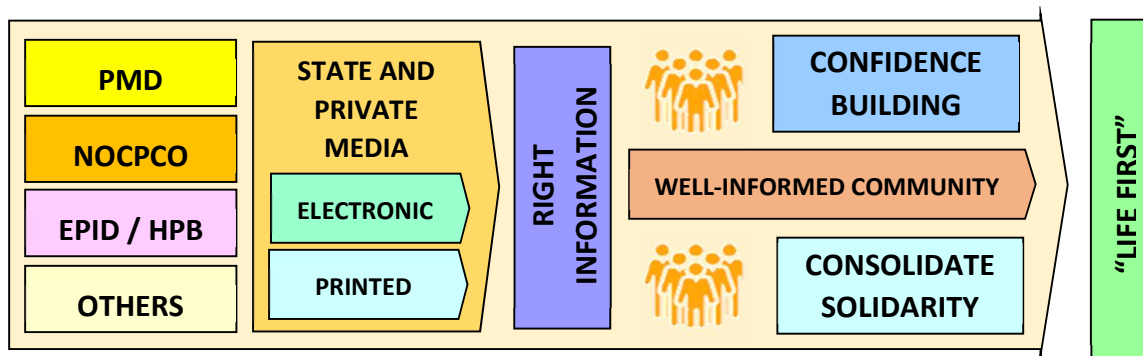 PMD
NOCPCO
EPID / HPB
OTHERS
STATE AND
PRIVATE
MEDIA
ELECTRONIC
PRINTED
RIGHT
INFORMATION
CONFIDENCE
BUILDING
WELL-INFORMED COMMUNITY
CONSOLIDATE
SOLIDARITY
“LIFE FIRST”